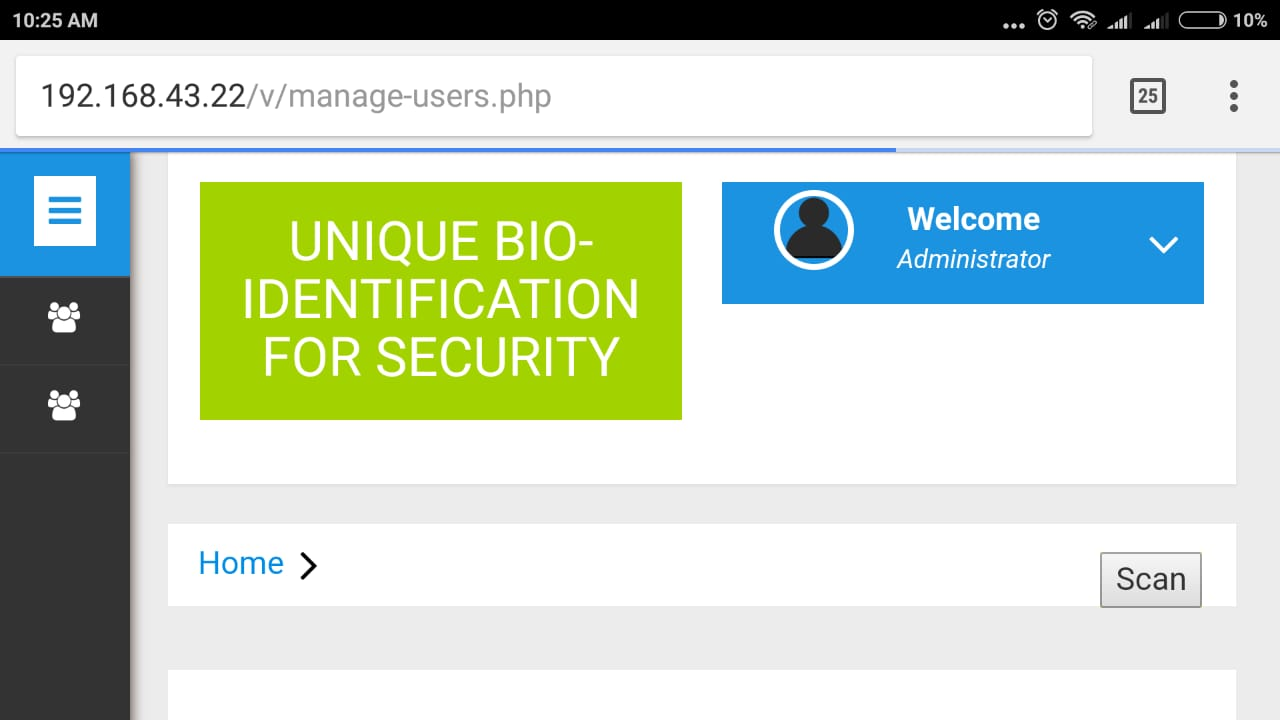 10:25 AM
10%
192.168.43.22/v/manage-users.php
25
UNIQUE BIO-
IDENTIFICATION
FOR SECURITY
Welcome
Administrator
Home
Scan